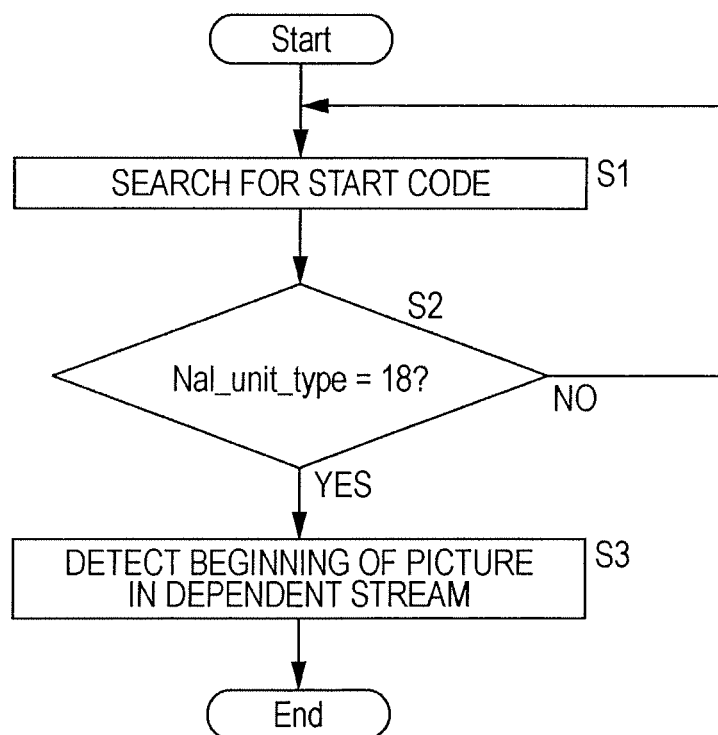 Start
SEARCH FOR START CODE
S1
S2
Nal_unit_type = 18?
NO
YES
DETECT BEGINNING OF PICTURE
IN DEPENDENT STREAM
S3
End